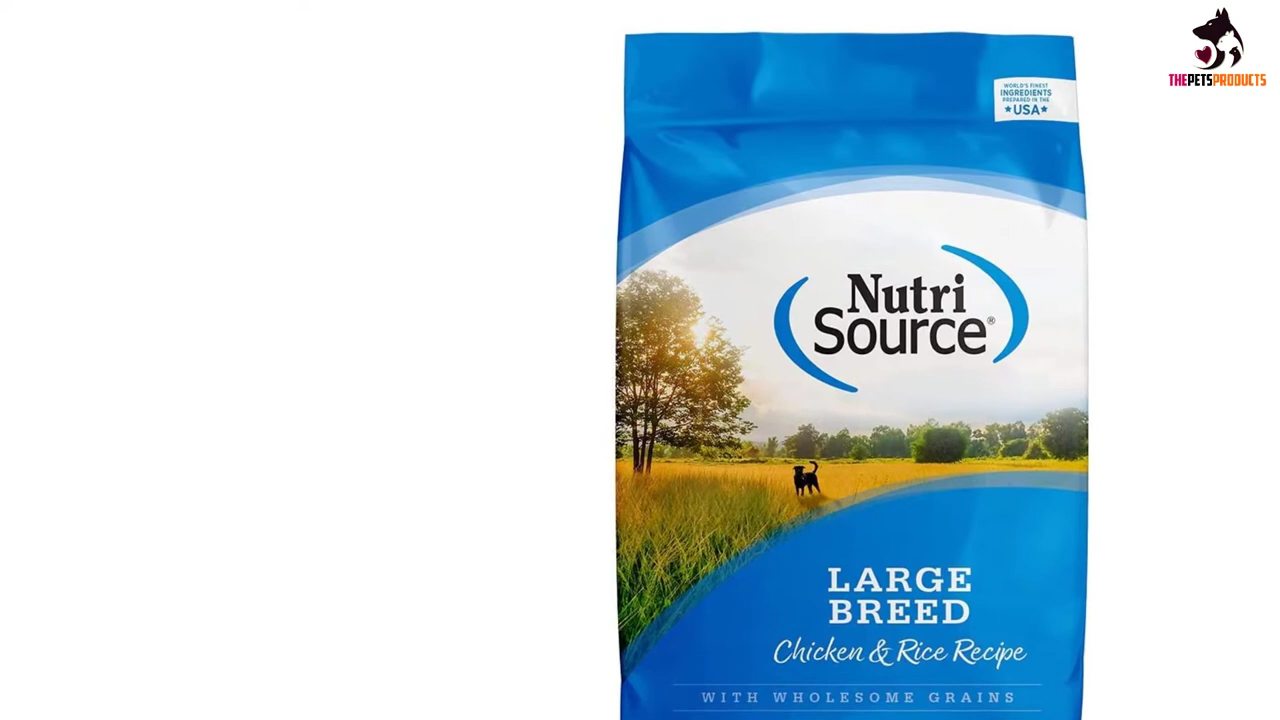 THEPETSPRODUCTS
WORLD'S FINEST
INGREDIENTS
PREPARED IN THE
★USA★
Nutri
Source®
LARGE
BREED
Chicken & Rice Recipe
WITH WHOLESOME GRAINS